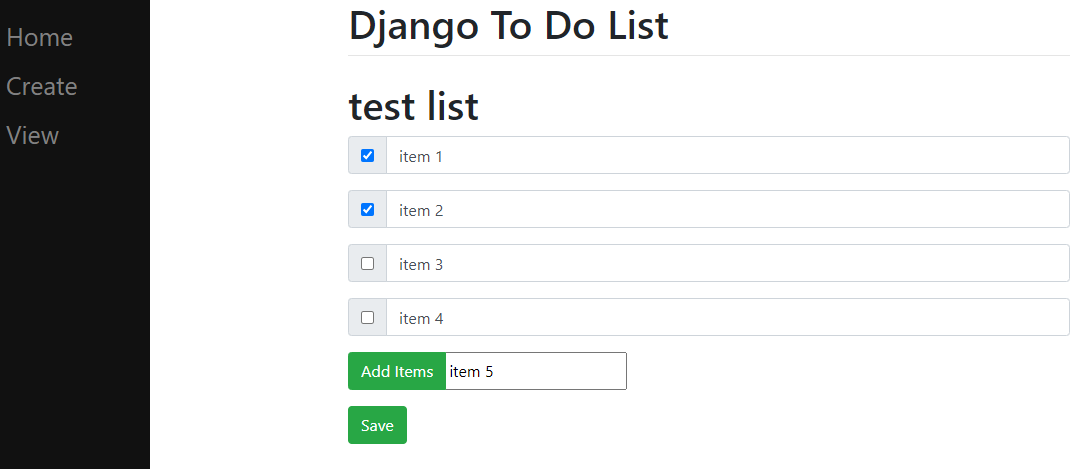 Home
Create
View
Django To Do List
test list
item 1
item 2
item 3
item 4
Add Items item 5
Save